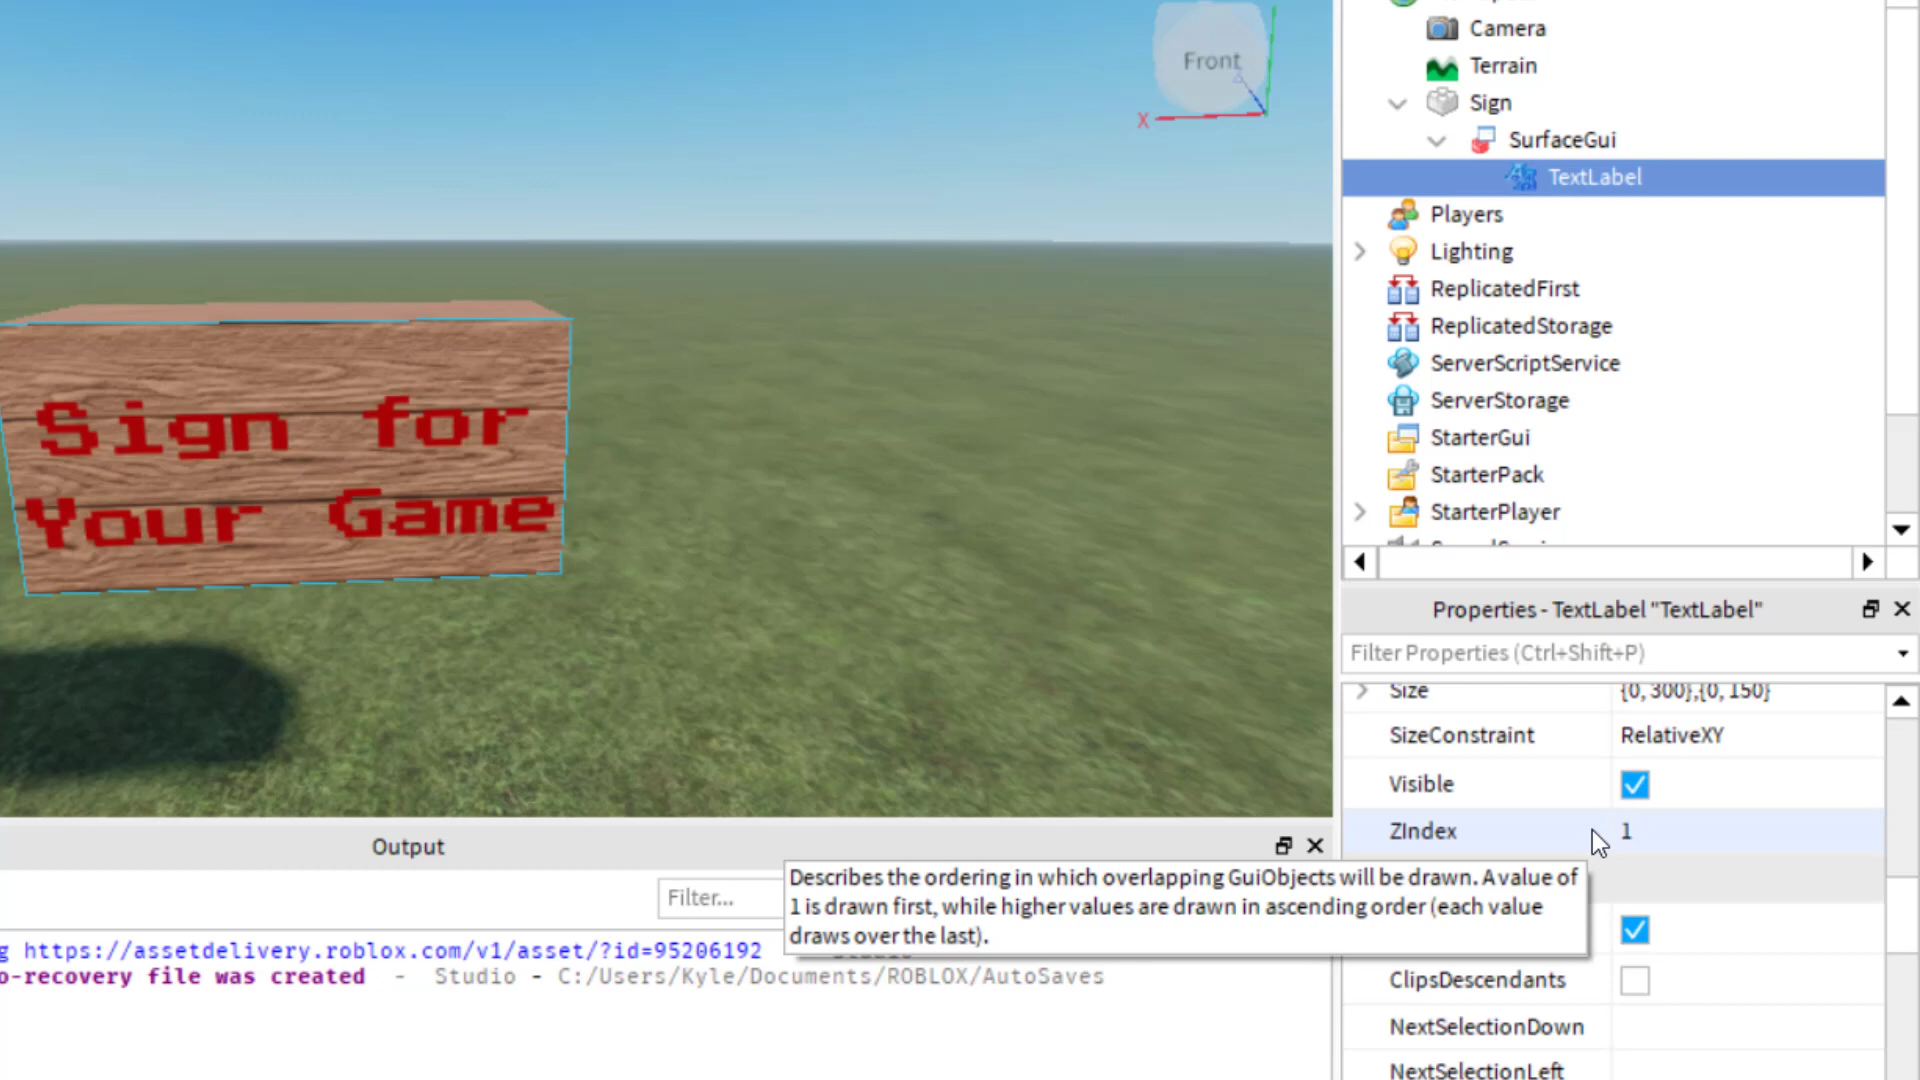 Front
X
Sign for
Your Game
Camera
Terrain
Sign
SurfaceGui
TextLabel
Players
Lighting
ReplicatedFirst
ReplicatedStorage
ServerScriptService
ServerStorage
StarterGui
StarterPack
StarterPlayer
Properties - TextLabel "TextLabel"
Filter Properties (Ctrl+Shift+P)
Size {0, 300},{0, 150}
SizeConstraint RelativeXY
Visible
ZIndex 1
Describes the ordering in which overlapping GuiObjects will be drawn. A value of
1 is drawn first, while higher values are drawn in ascending order (each value
draws over the last).
ClipsDescendants
NextSelectionDown
NextSelectionLeft
Output
Filter...
g https://assetdelivery.roblox.com/v1/asset/?id=95206192
o-recovery file was created - Studio - C:/Users/Kyle/Documents/ROBLOX/AutoSaves